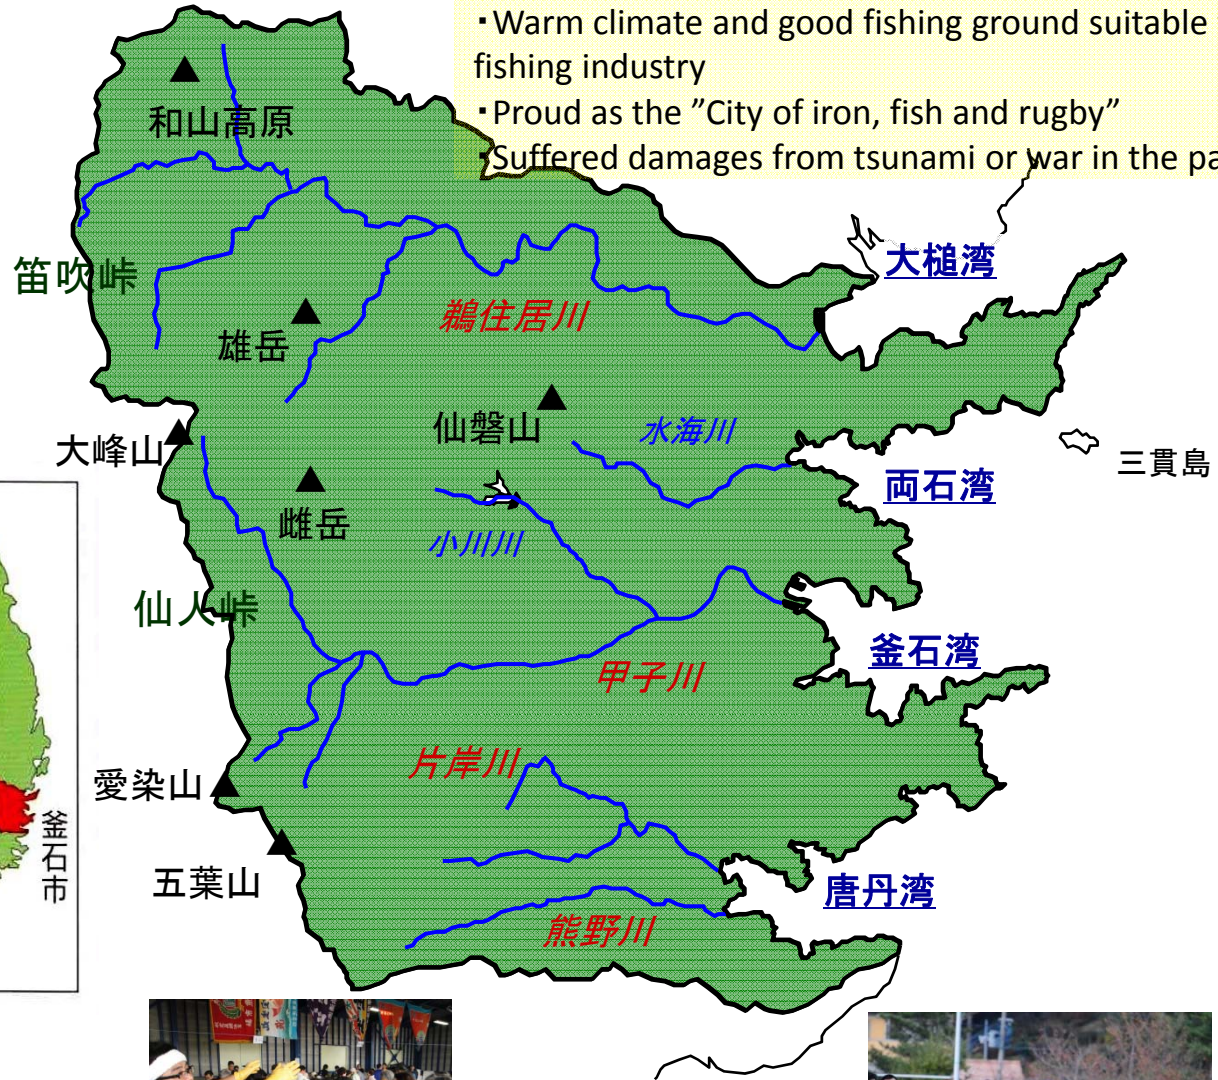 ・Warm climate and good fishing ground suitable
fishing industry
・Proud as the ”City of iron, fish and rugby”
・Suffered damages from tsunami or war in the pa
和山高原
大槌湾
笛吹峠
鵜住居川
雄岳
仙磐山
水海川
大峰山
三貫島
両石湾
雌岳
小川川
仙人峠
釜石湾
甲子川
片岸川
愛染山
釜石市
五葉山
唐丹湾
熊野川